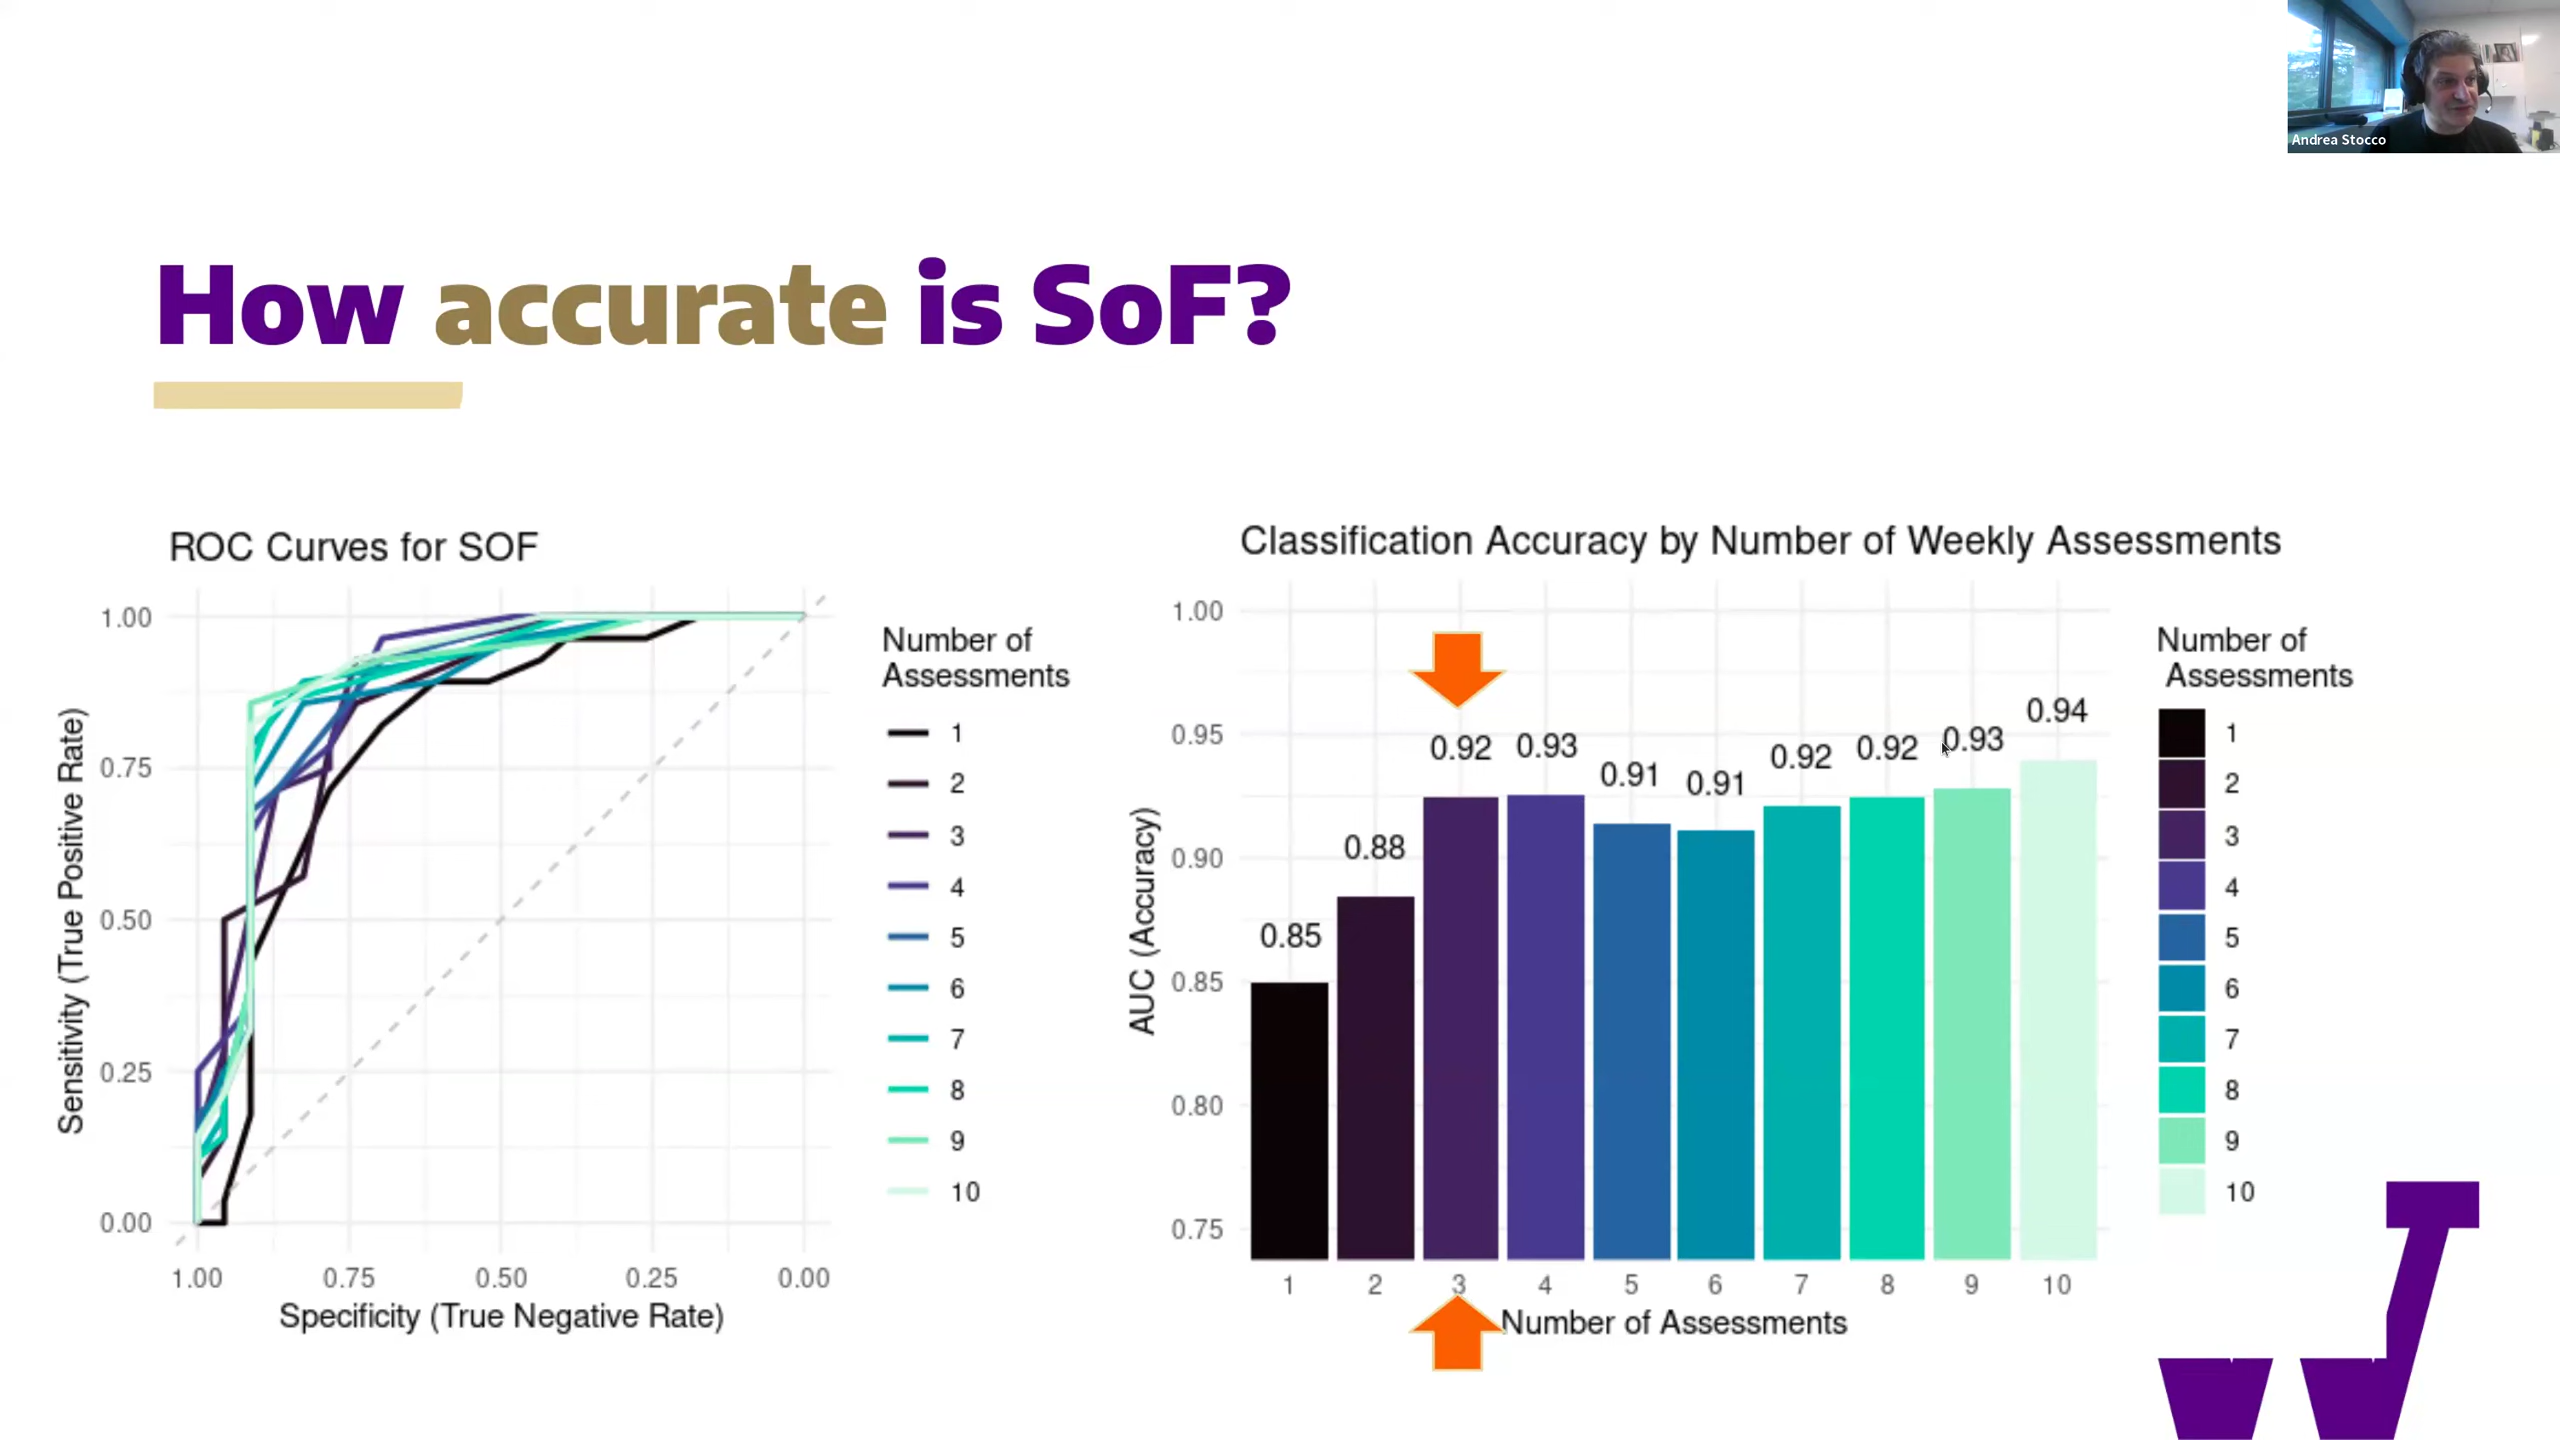 Andrea Stocco
How accurate is SoF?
ROC Curves for SOF
1.00
0.75
0.50
0.25
0.00
Sensitivity (True Positive Rate)
1.00 0.75 0.50 0.25 0.00
Specificity (True Negative Rate)
Number of
Assessments
1
2
3
4
5
6
7
8
9
10
Classification Accuracy by Number of Weekly Assessments
1.00
0.95
0.90
0.85
0.80
0.75
AUC (Accuracy)
0.85 0.88 0.92 0.93 0.91 0.91 0.92 0.92 0.93 0.94
1 2 3 4 5 6 7 8 9 10
Number of Assessments
Number of
Assessments
1
2
3
4
5
6
7
8
9
10